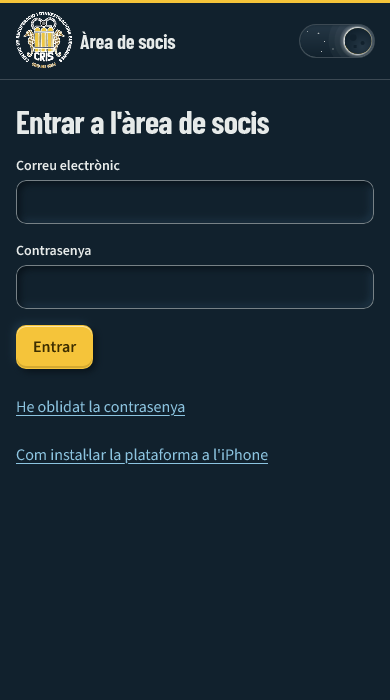 CRIS
Àrea de socis
Entrar a l'àrea de socis
Correu electrònic
Contrasenya
Entrar
He oblidat la contrasenya
Com instal·lar la plataforma a l'iPhone